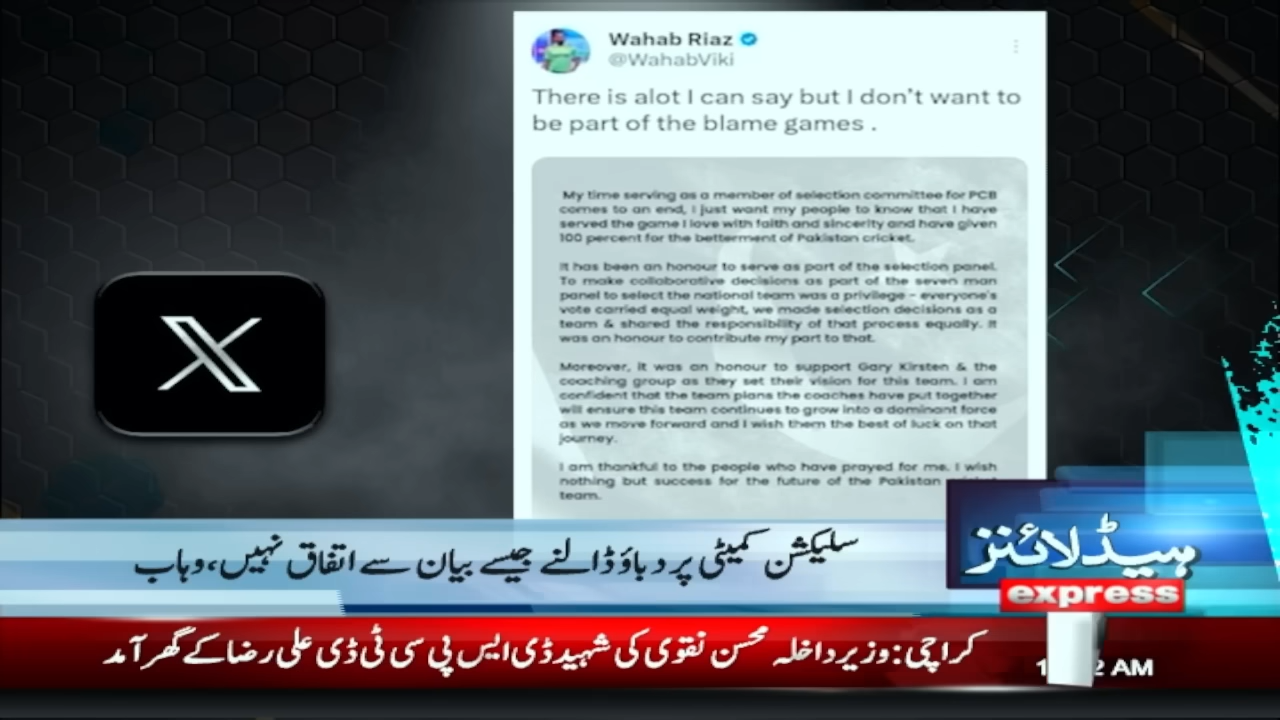 Wahab Riaz
@WahabViki
There is alot I can say but I don't want to
be part of the blame games .
My time serving as a member of selection committee for PCB
comes to an end, I just want my people to know that I have
served the game I love with faith and sincerity and have given
100 percent for the betterment of Pakistan cricket.
It has been an honour to serve as part of the selection panel.
To make collaborative decisions as part of the seven man
panel to select the national team was a privilege - everyone's
vote carried equal weight, we made selection decisions as a
team & shared the responsibility of that process equally. It
was an honour to contribute my part to that.
Moreover, it was an honour to support Gary Kirsten & the
coaching group as they set their vision for this team. I am
confident that the team plans the coaches have put together
will ensure this team continues to grow into a dominant force
as we move forward and I wish them the best of luck on that
journey.
I am thankful to the people who have prayed for me. I wish
nothing but success for the future of the Pakistan
team.
X
سلیکشن کمیٹی پر دباؤ ڈالنے جیسے بیان سے اتفاق نہیں، وہاب
ہیڈلائنز
express
کراچی: وزیرداخلہ محسن نقوی کی شہید ڈی ایس پی سی ٹی ڈی علی رضا کے گھر آمد
AM